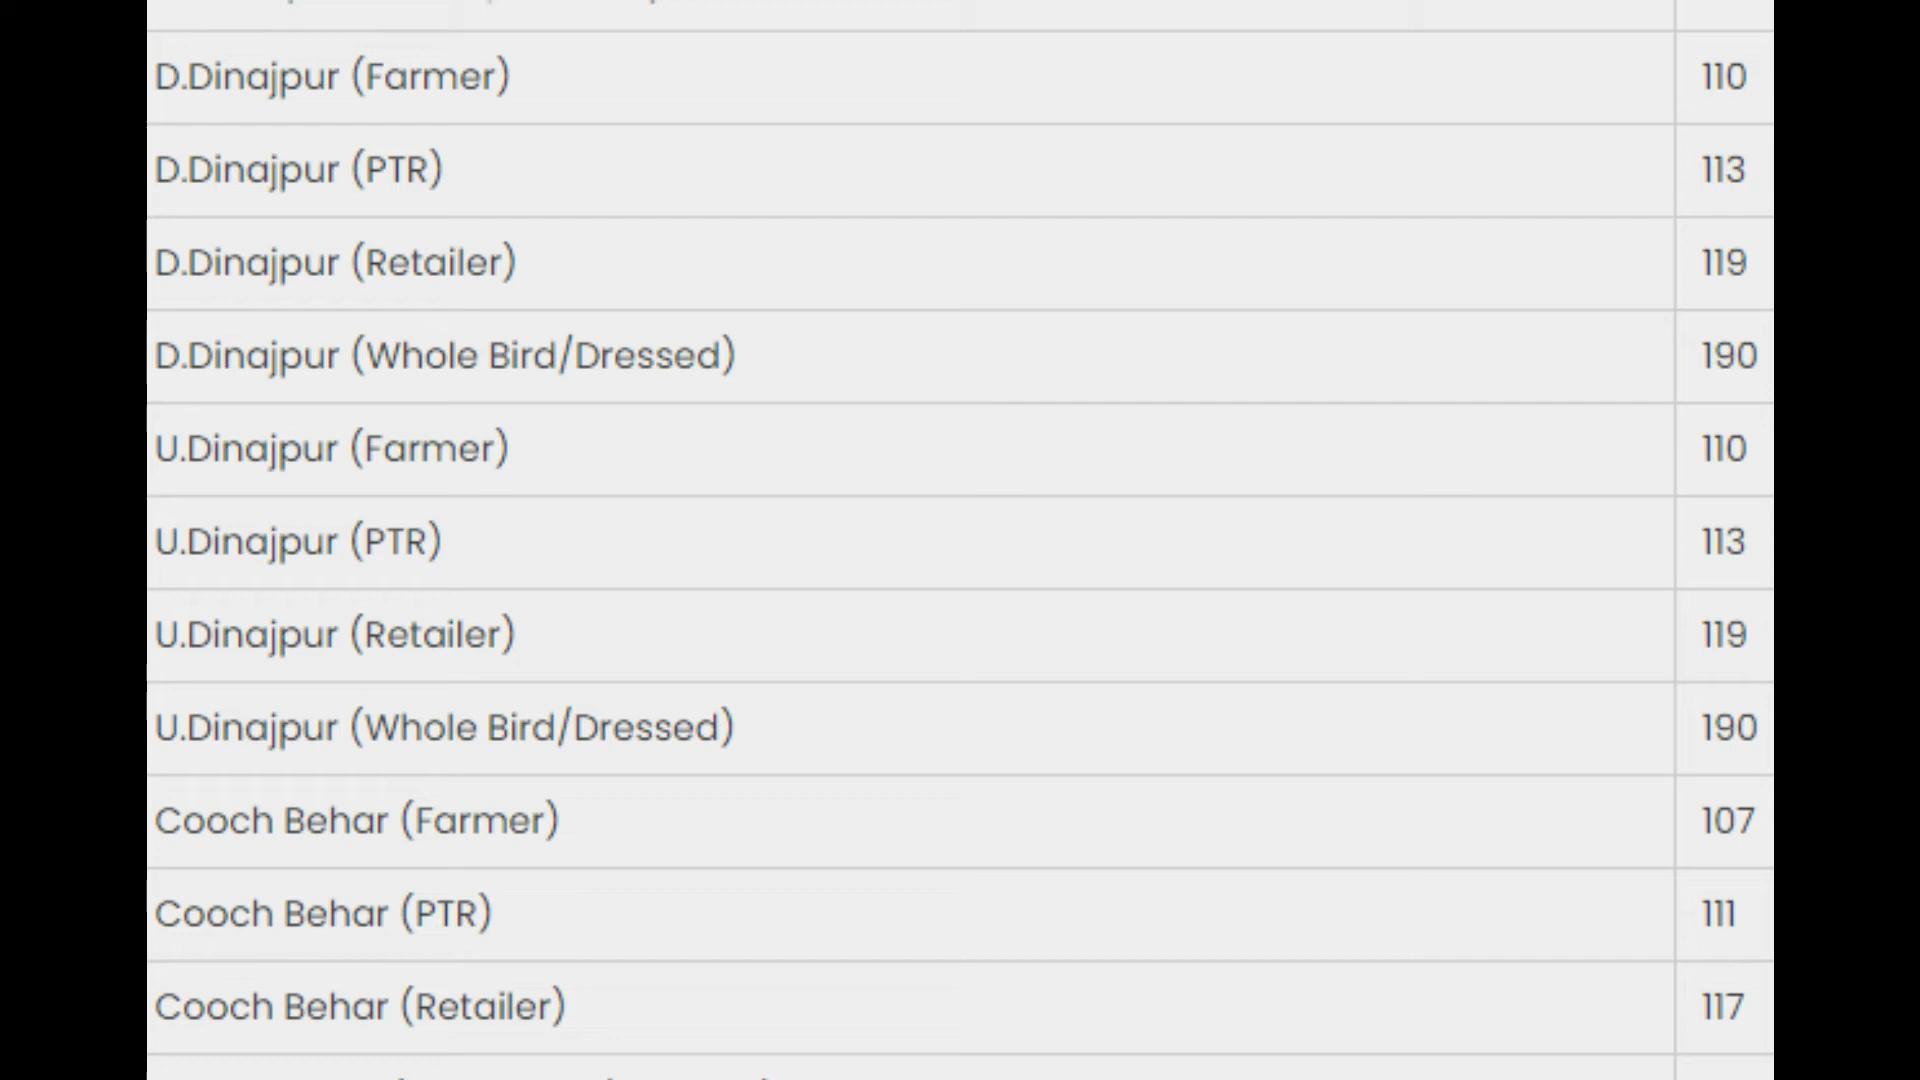 D.Dinajpur (Farmer) 110
D.Dinajpur (PTR) 113
D.Dinajpur (Retailer) 119
D.Dinajpur (Whole Bird/Dressed) 190
U.Dinajpur (Farmer) 110
U.Dinajpur (PTR) 113
U.Dinajpur (Retailer) 119
U.Dinajpur (Whole Bird/Dressed) 190
Cooch Behar (Farmer) 107
Cooch Behar (PTR) 111
Cooch Behar (Retailer) 117